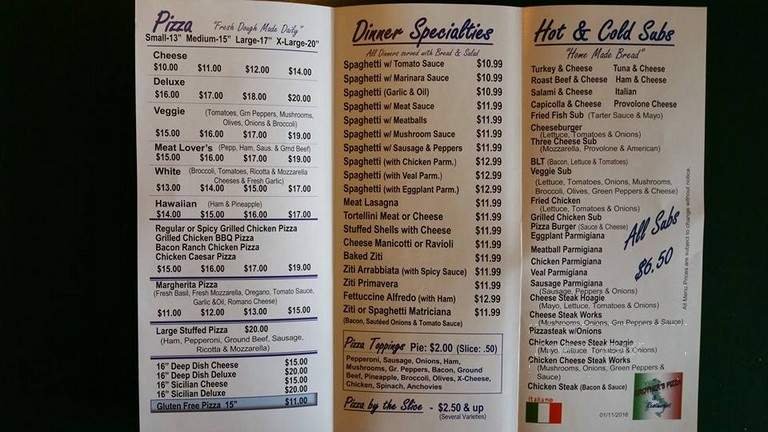 Pizza "Fresh Dough Made Daily"
Small-13" Medium-15" Large-17" X-Large-20"
Cheese
$10.00 $11.00 $12.00 $14.00
Deluxe
$16.00 $17.00 $18.00 $20.00
Veggie (Tomatoes, Grn Peppers, Mushrooms,
Olives, Onions & Broccoli)
$15.00 $16.00 $17.00 $19.00
Meat Lover's (Pepp, Ham, Saus. & Grnd Beef)
$15.00 $16.00 $17.00 $19.00
White (Broccoli, Tomatoes, Ricotta & Mozzarella
Cheeses & Fresh Garlic)
$13.00 $14.00 $15.00 $17.00
Hawaiian (Ham & Pineapple)
$14.00 $15.00 $16.00 $17.00
Regular or Spicy Grilled Chicken Pizza
Grilled Chicken BBQ Pizza
Bacon Ranch Chicken Pizza
Chicken Caesar Pizza
$15.00 $16.00 $17.00 $19.00
Margherita Pizza
(Fresh Basil, Fresh Mozzarella, Oregano, Tomato Sauce,
Garlic & Oil, Romano Cheese)
$11.00 $12.00 $13.00 $15.00
Large Stuffed Pizza $20.00
(Ham, Pepperoni, Ground Beef, Sausage,
Ricotta & Mozzarella)
16" Deep Dish Cheese $15.00
16" Deep Dish Deluxe $20.00
16" Sicilian Cheese $15.00
16" Sicilian Deluxe $20.00
Gluten Free Pizza 15" $11.00
Dinner Specialties
All Dinners served with Bread & Salad
Spaghetti w/ Tomato Sauce $10.99
Spaghetti w/ Marinara Sauce $10.99
Spaghetti (Garlic & Oil) $10.99
Spaghetti w/ Meat Sauce $11.99
Spaghetti w/ Meatballs $11.99
Spaghetti w/ Mushroom Sauce $11.99
Spaghetti w/ Sausage & Peppers $11.99
Spaghetti (with Chicken Parm.) $12.99
Spaghetti (with Veal Parm.) $12.99
Spaghetti (with Eggplant Parm.) $12.99
Meat Lasagna $11.99
Tortellini Meat or Cheese $11.99
Stuffed Shells with Cheese $11.99
Cheese Manicotti or Ravioli $11.99
Baked Ziti $11.99
Ziti Arrabbiata (with Spicy Sauce) $11.99
Ziti Primavera $11.99
Fettuccine Alfredo (with Ham) $12.99
Ziti or Spaghetti Matriciana $11.99
(Bacon, Sautéed Onions & Tomato Sauce)
Pizza Toppings Pie: $2.00 (Slice: .50)
Pepperoni, Sausage, Onions, Ham,
Mushrooms, Gr. Peppers, Bacon, Ground
Beef, Pineapple, Broccoli, Olives, X-Cheese,
Chicken, Spinach, Anchovies
Pizza by the Slice - $2.50 & up
(Several Varieties)
Hot & Cold Subs
"Home Made Bread"
Turkey & Cheese Tuna & Cheese
Roast Beef & Cheese Ham & Cheese
Salami & Cheese Italian
Capicolla & Cheese Provolone Cheese
Fried Fish Sub (Tarter Sauce & Mayo)
Cheeseburger
(Lettuce, Tomatoes & Onions)
Three Cheese Sub
(Mozzarella, Provolone & American)
BLT (Bacon, Lettuce & Tomatoes)
Veggie Sub
(Lettuce, Tomatoes, Onions, Mushrooms,
Broccoli, Olives, Green Peppers & Cheese)
Fried Chicken
(Lettuce, Tomatoes & Onions)
Grilled Chicken Sub
Pizza Burger (Sauce & Cheese)
Eggplant Parmigiana
Meatball Parmigiana
Chicken Parmigiana
Veal Parmigiana
Sausage Parmigiana
(Sausage, Peppers & Onions)
Cheese Steak Hoagie
(Mayo, Lettuce, Tomatoes & Onions)
Cheese Steak Works
(Mushrooms, Onions, Grn Peppers & Sauce)
Pizzasteak w/Onions
Chicken Cheese Steak Hoagie
(Mayo, Lettuce, Tomatoes & Onions)
Chicken Cheese Steak Works
(Mushrooms, Onions, Green Peppers &
Sauce)
Chicken Steak (Bacon & Sauce)
All Subs
$6.50
All Menu Prices are subject to change without notice.
Italiano
01/11/2016